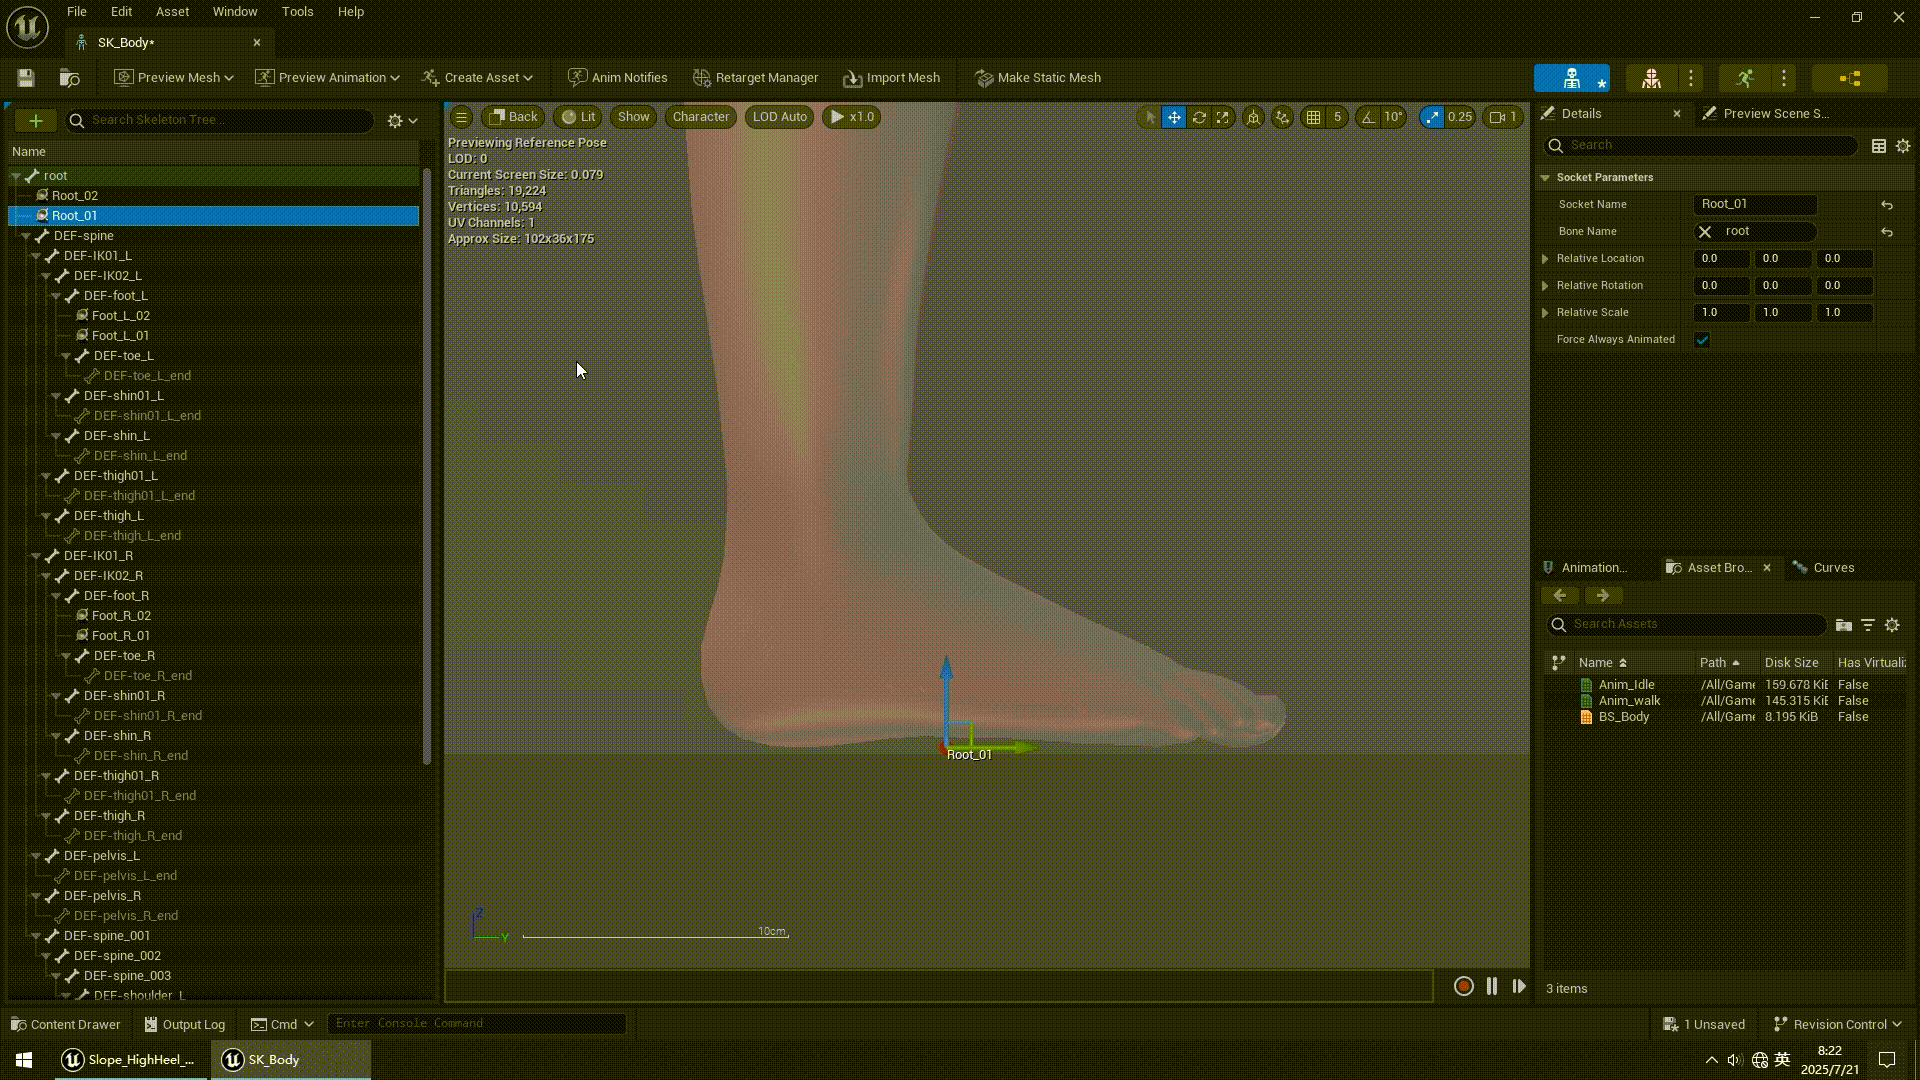 File Edit Asset Window Tools Help
SK_Body*
Preview Mesh Preview Animation Create Asset Anim Notifies Retarget Manager Import Mesh Make Static Mesh
Search Skeleton Tree...
Name
root
Root_02
Root_01
DEF-spine
DEF-IK01_L
DEF-IK02_L
DEF-foot_L
Foot_L_02
Foot_L_01
DEF-toe_L
DEF-toe_L_end
DEF-shin01_L
DEF-shin01_L_end
DEF-shin_L
DEF-shin_L_end
DEF-thigh01_L
DEF-thigh01_L_end
DEF-thigh_L
DEF-thigh_L_end
DEF-IK01_R
DEF-IK02_R
DEF-foot_R
Foot_R_02
Foot_R_01
DEF-toe_R
DEF-toe_R_end
DEF-shin01_R
DEF-shin01_R_end
DEF-shin_R
DEF-shin_R_end
DEF-thigh01_R
DEF-thigh01_R_end
DEF-thigh_R
DEF-thigh_R_end
DEF-pelvis_L
DEF-pelvis_L_end
DEF-pelvis_R
DEF-pelvis_R_end
DEF-spine_001
DEF-spine_002
DEF-spine_003
DEF-shoulder_L
Back Lit Show Character LOD Auto x1.0 5 10° 0.25 1
Previewing Reference Pose
LOD: 0
Current Screen Size: 0.079
Triangles: 19,224
Vertices: 10,594
UV Channels: 1
Approx Size: 102x36x175
Root_01
Z
Y
10cm
Details Preview Scene S...
Search
Socket Parameters
Socket Name Root_01
Bone Name root
Relative Location 0.0 0.0 0.0
Relative Rotation 0.0 0.0 0.0
Relative Scale 1.0 1.0 1.0
Force Always Animated
Animation... Asset Bro... Curves
Search Assets
Name Path Disk Size Has Virtuali
Anim_Idle /All/Game 159.678 KiB False
Anim_walk /All/Game 145.315 KiB False
BS_Body /All/Game 8.195 KiB False
3 items
Content Drawer Output Log Cmd Enter Console Command 1 Unsaved Revision Control
Slope_HighHeel_... SK_Body 英 8:22
2025/7/21